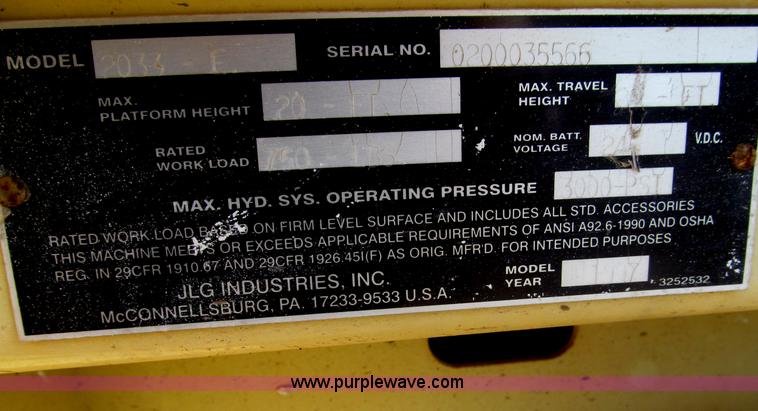 MODEL 2033-E SERIAL NO. 0200035566
MAX. PLATFORM HEIGHT 20-FT. MAX. TRAVEL HEIGHT -FT.
RATED WORK LOAD 750- NOM. BATT. VOLTAGE V.D.C.
MAX. HYD. SYS. OPERATING PRESSURE 3000-PSI
RATED WORK LOAD BASED ON FIRM LEVEL SURFACE AND INCLUDES ALL STD. ACCESSORIES
THIS MACHINE MEETS OR EXCEEDS APPLICABLE REQUIREMENTS OF ANSI A92.6-1990 AND OSHA
REG. IN 29CFR 1910.67 AND 29CFR 1926.451(F) AS ORIG. MFR'D. FOR INTENDED PURPOSES
JLG INDUSTRIES, INC. MODEL YEAR 3252532
McCONNELLSBURG, PA. 17233-9533 U.S.A.
www.purplewave.com